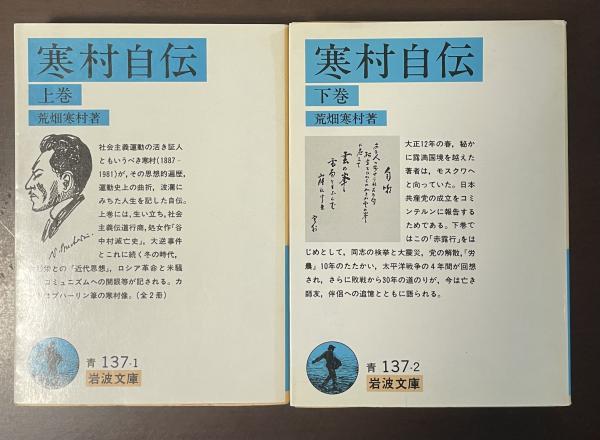 寒村自伝
上巻
荒畑寒村著
社会主義運動の活き証人
ともいうべき寒村(1887-
1981)が,その思想的遍歴,
運動史上の曲折,波瀾に
みちた人生を記した自伝。
上巻には,生い立ち,社会
主義伝道行商,処女作「谷
中村滅亡史」,大逆事件
とこれに続く冬の時代,
栄との「近代思想」,ロシア革命と米騒
コミュニズムへの開眼等が記される。カ
ブハーリン筆の寒村像。(全2冊)
青 137-1
岩波文庫
寒村自伝
下巻
荒畑寒村著
大正12年の春,秘か
に露満国境を越えた
著者は,モスクワへ
と向っていた。日本
共産党の成立をコミ
ンテルンに報告する
ためである。下巻で
はこの「赤露行」をは
じめとして,同志の検挙と大震災,党の解散,「労
農」10年のたたかい,太平洋戦争の4年間が回想
され,さらに敗戦から30年の道のりが,今は亡き
師友,伴侶への追憶とともに語られる。
青 137-2
岩波文庫